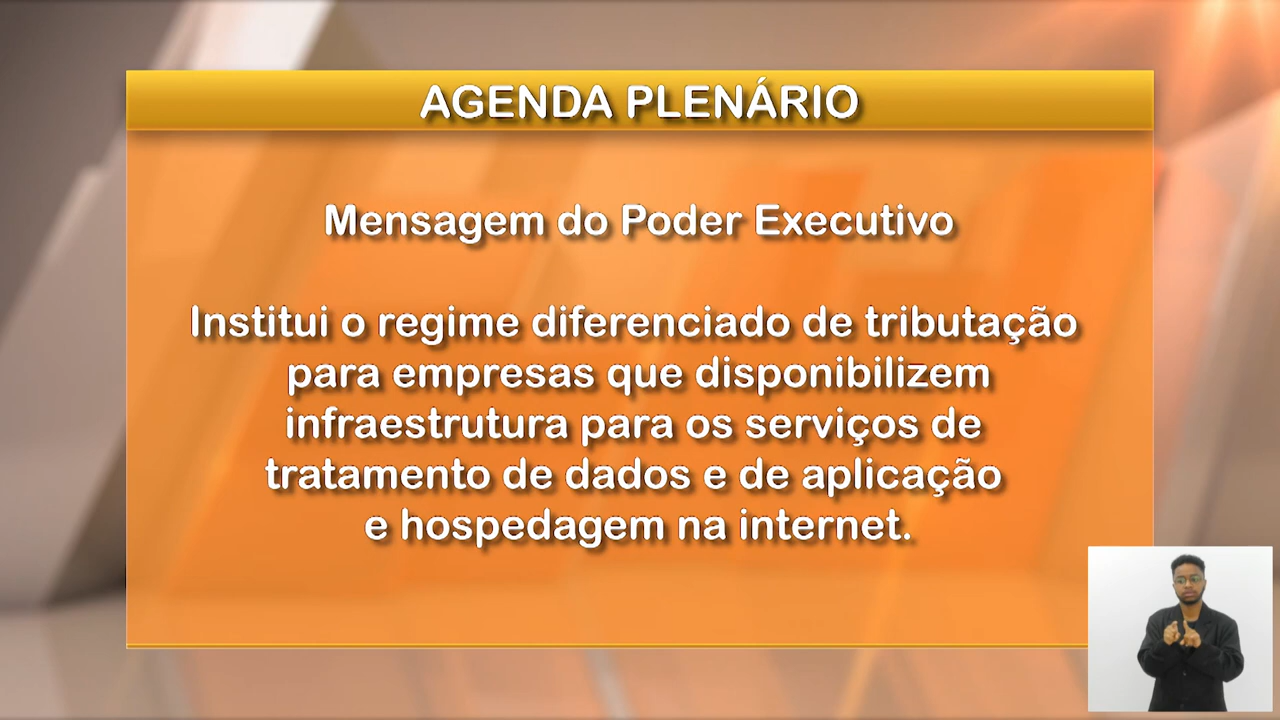 AGENDA PLENÁRIO
Mensagem do Poder Executivo
Institui o regime diferenciado de tributação
para empresas que disponibilizem
infraestrutura para os serviços de
tratamento de dados e de aplicação
e hospedagem na internet.